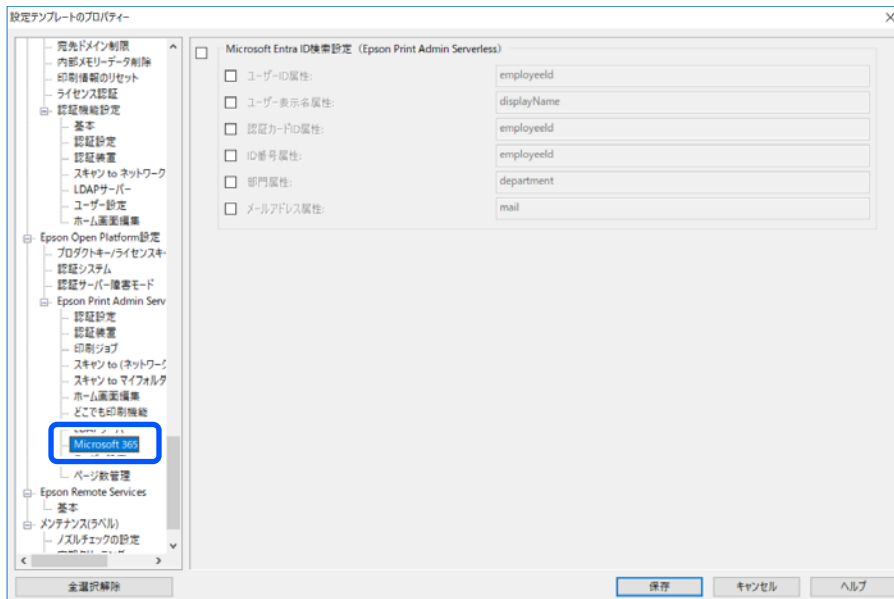 設定テンプレートのプロパティー
宛先ドメイン制限
内部メモリーデータ削除
印刷情報のリセット
ライセンス認証
認証機能設定
基本
認証設定
認証装置
スキャン to ネットワーク
LDAPサーバー
ユーザー設定
ホーム画面編集
Epson Open Platform設定
プロダクトキー/ライセンスキー
認証システム
認証サーバー障害モード
Epson Print Admin Serv
認証設定
認証装置
印刷ジョブ
スキャン to (ネットワーク
スキャン to マイフォルダ
ホーム画面編集
どこでも印刷機能
Microsoft 365
ページ数管理
Epson Remote Services
基本
メンテナンス(ラベル)
ノズルチェックの設定
全選択解除
Microsoft Entra ID検索設定（Epson Print Admin Serverless）
ユーザーID属性: employeeId
ユーザー表示名属性: displayName
認証カードID属性: employeeId
ID番号属性: employeeId
部門属性: department
メールアドレス属性: mail
保存 キャンセル ヘルプ